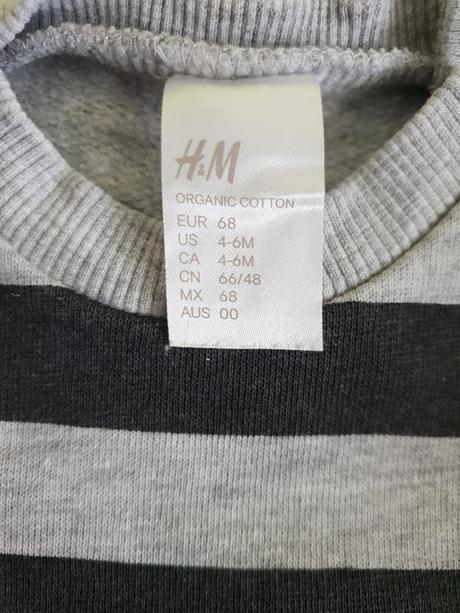 H&M
ORGANIC COTTON
EUR 68
US 4-6M
CA 4-6M
CN 66/48
MX 68
AUS 00